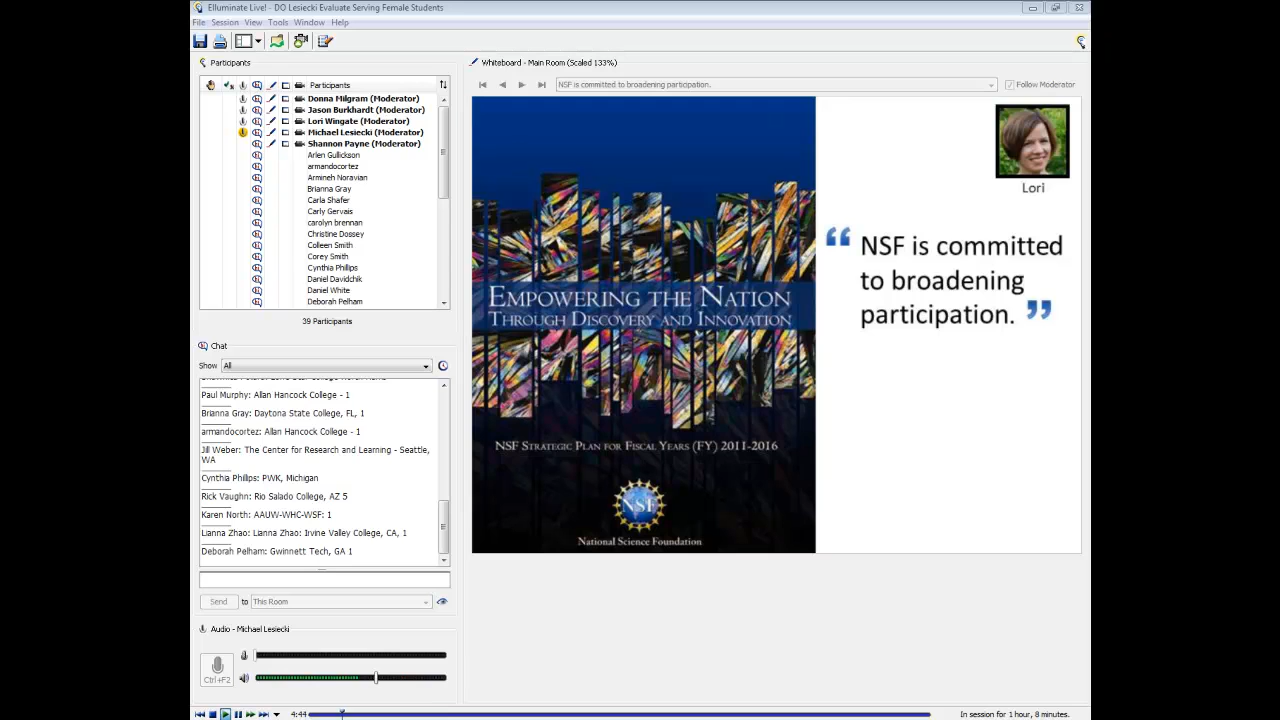 Elluminate Live! - DO Lesiecki Evaluate Serving Female Students
File Session View Tools Window Help
Participants
Participants
Donna Milgram (Moderator)
Jason Burkhardt (Moderator)
Lori Wingate (Moderator)
Michael Lesiecki (Moderator)
Shannon Payne (Moderator)
Arlen Gullickson
armandocortez
Armineh Noravian
Brianna Gray
Carla Shafer
Carly Gervais
carolyn brennan
Christine Dossey
Colleen Smith
Corey Smith
Cynthia Phillips
Daniel Davidchik
Daniel White
Deborah Pelham
39 Participants
Chat
Show All
Paul Murphy: Allan Hancock College - 1
Brianna Gray: Daytona State College, FL, 1
armandocortez: Allan Hancock College - 1
Jill Weber: The Center for Research and Learning - Seattle,
WA
Cynthia Phillips: PWK, Michigan
Rick Vaughn: Rio Salado College, AZ 5
Karen North: AAUW-WHC-WSF: 1
Lianna Zhao: Lianna Zhao: Irvine Valley College, CA, 1
Deborah Pelham: Gwinnett Tech, GA 1
Send to This Room
Audio - Michael Lesiecki
Ctrl+F2
4:44
In session for 1 hour, 8 minutes.
Whiteboard - Main Room (Scaled 133%)
NSF is committed to broadening participation.
Follow Moderator
EMPOWERING THE NATION
THROUGH DISCOVERY AND INNOVATION
NSF STRATEGIC PLAN FOR FISCAL YEARS (FY) 2011-2016
NSF
National Science Foundation
Lori
“ NSF is committed
to broadening
participation. ”